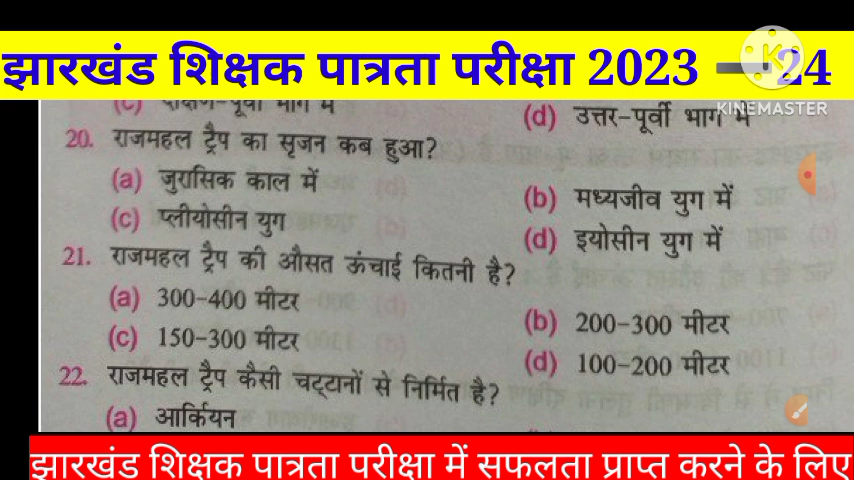 झारखंड शिक्षक पात्रता परीक्षा 2023 — 24
KINEMASTER
(c) दक्षिण-पूर्वी भाग में
(d) उत्तर-पूर्वी भाग में
20. राजमहल ट्रैप का सृजन कब हुआ?
(a) जुरासिक काल में
(b) मध्यजीव युग में
(c) प्लीयोसीन युग
(d) इयोसीन युग में
21. राजमहल ट्रैप की औसत ऊंचाई कितनी है?
(a) 300-400 मीटर
(b) 200-300 मीटर
(c) 150-300 मीटर
(d) 100-200 मीटर
22. राजमहल ट्रैप कैसी चट्टानों से निर्मित है?
(a) आर्कियन
झारखंड शिक्षक पात्रता परीक्षा में सफलता प्राप्त करने के लिए